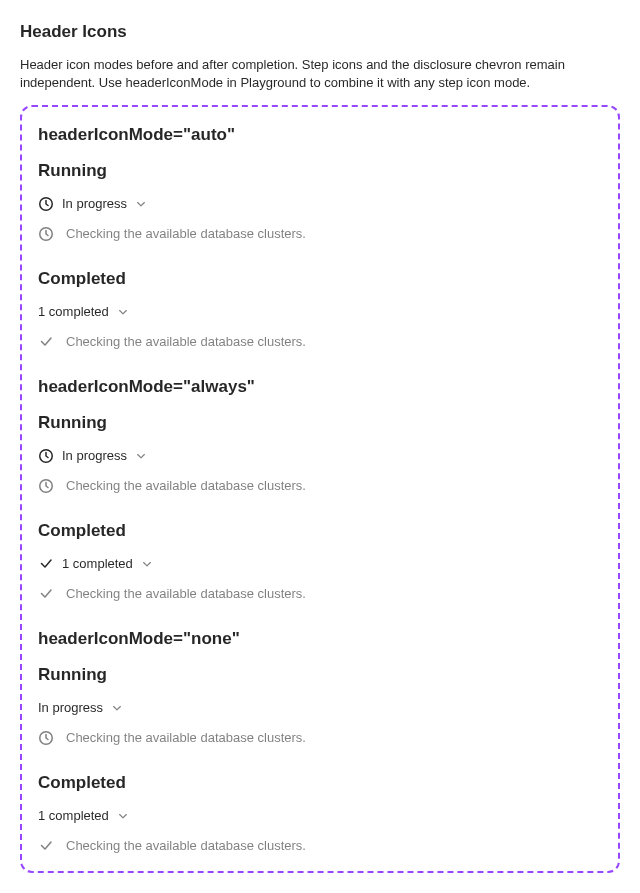 Header Icons
Header icon modes before and after completion. Step icons and the disclosure chevron remain
independent. Use headerIconMode in Playground to combine it with any step icon mode.
headerIconMode="auto"
Running
In progress
Checking the available database clusters.
Completed
1 completed
Checking the available database clusters.
headerIconMode="always"
Running
In progress
Checking the available database clusters.
Completed
1 completed
Checking the available database clusters.
headerIconMode="none"
Running
In progress
Checking the available database clusters.
Completed
1 completed
Checking the available database clusters.